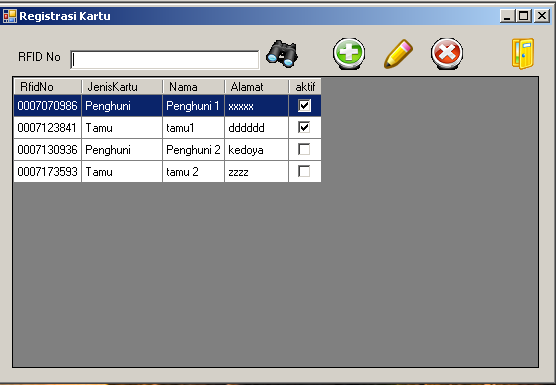 Registrasi Kartu
RFID No
RfidNo JenisKartu Nama Alamat aktif
0007070986 Penghuni Penghuni 1 xxxxx
0007123841 Tamu tamu1 dddddd
0007130936 Penghuni Penghuni 2 kedoya
0007173593 Tamu tamu 2 zzzz